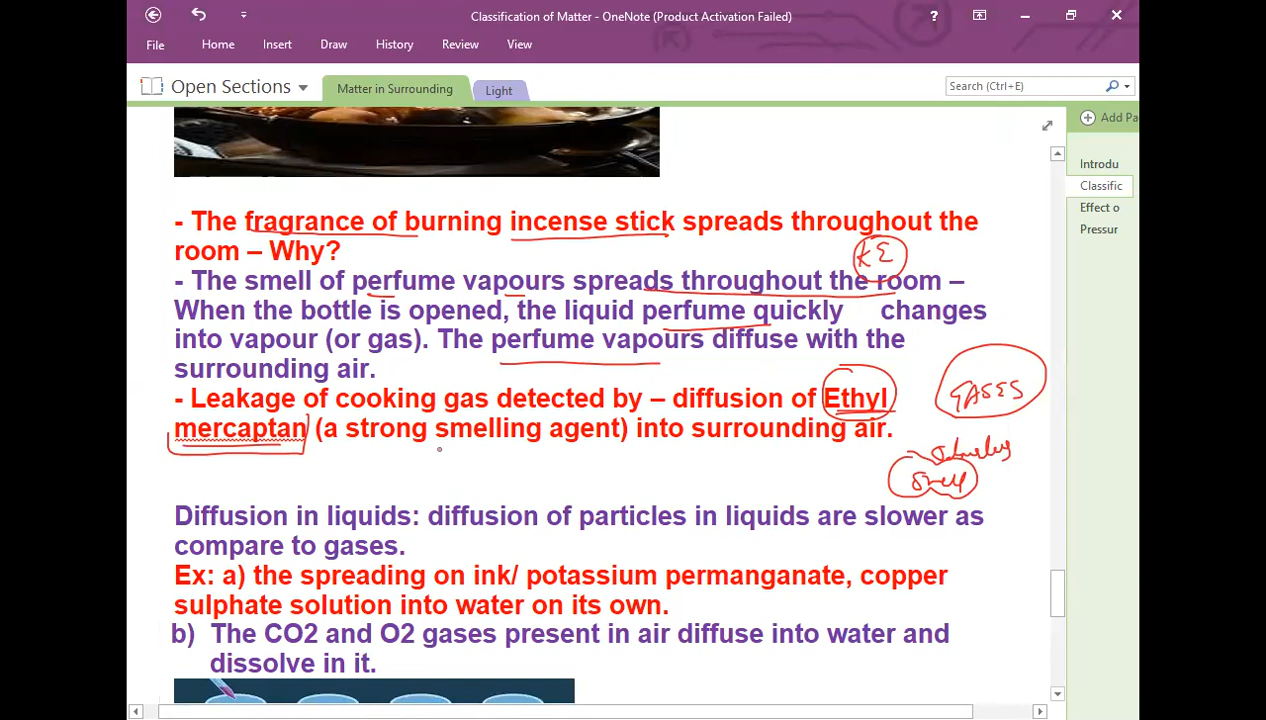 Classification of Matter - OneNote (Product Activation Failed)
?
File
Home
Insert
Draw
History
Review
View
Open Sections
Matter in Surrounding
Light
Search (Ctrl+E)
Add Pa
Introdu
Classific
Effect o
Pressur
- The fragrance of burning incense stick spreads throughout the
room – Why?
KE
- The smell of perfume vapours spreads throughout the room –
When the bottle is opened, the liquid perfume quickly changes
into vapour (or gas). The perfume vapours diffuse with the
surrounding air.
- Leakage of cooking gas detected by – diffusion of Ethyl
GASES
mercaptan (a strong smelling agent) into surrounding air.
Smell
Diffusion in liquids: diffusion of particles in liquids are slower as
compare to gases.
Ex: a) the spreading on ink/ potassium permanganate, copper
sulphate solution into water on its own.
b) The CO2 and O2 gases present in air diffuse into water and
dissolve in it.